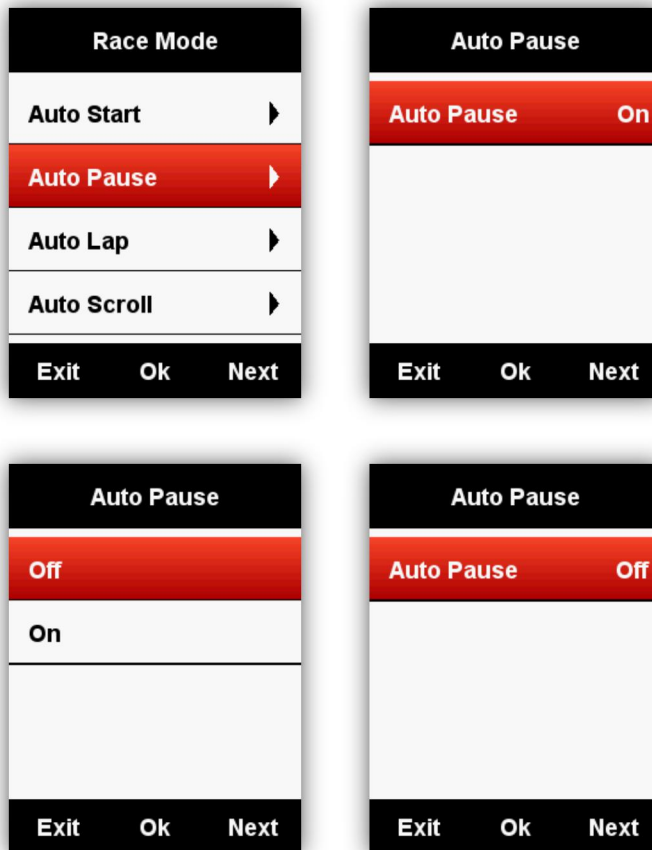 Race Mode
Auto Start
Auto Pause
Auto Lap
Auto Scroll
Exit Ok Next
Auto Pause
Auto Pause On
Exit Ok Next
Auto Pause
Off
On
Exit Ok Next
Auto Pause
Auto Pause Off
Exit Ok Next